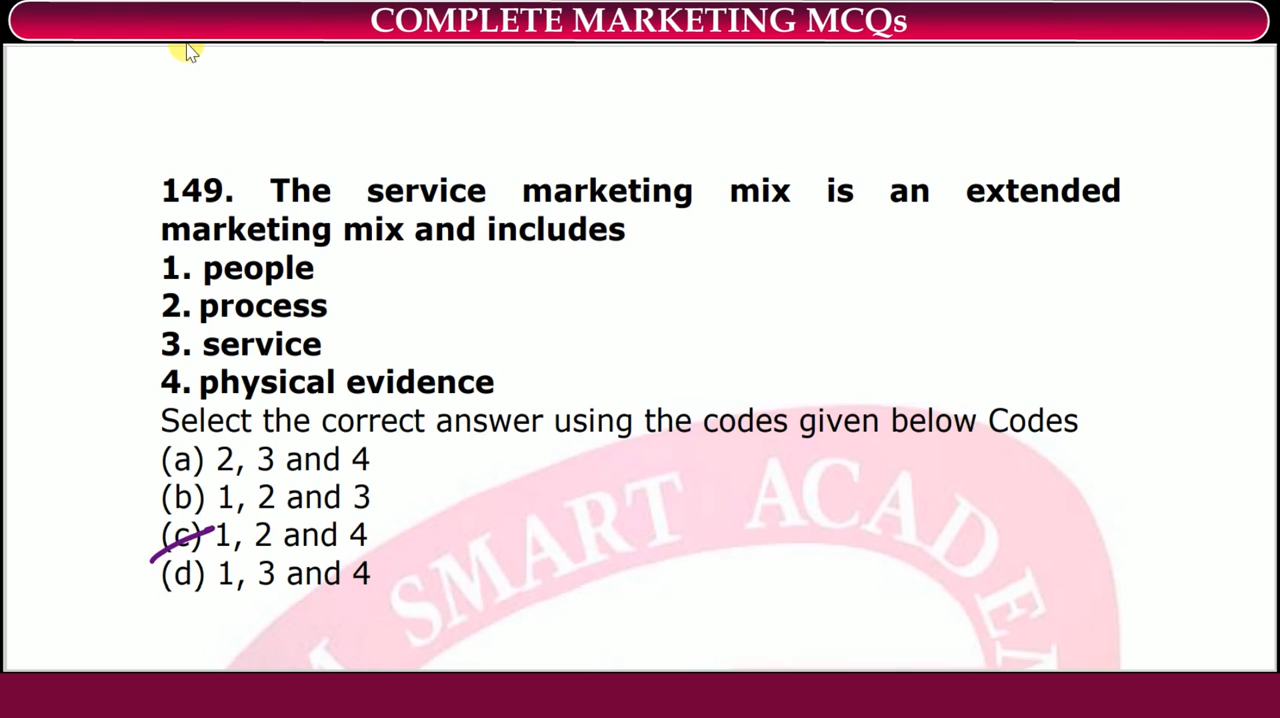 COMPLETE MARKETING MCQs
149. The service marketing mix is an extended
marketing mix and includes
1. people
2. process
3. service
4. physical evidence
Select the correct answer using the codes given below Codes
(a) 2, 3 and 4
(b) 1, 2 and 3
(c) 1, 2 and 4
(d) 1, 3 and 4
SMART ACADEM